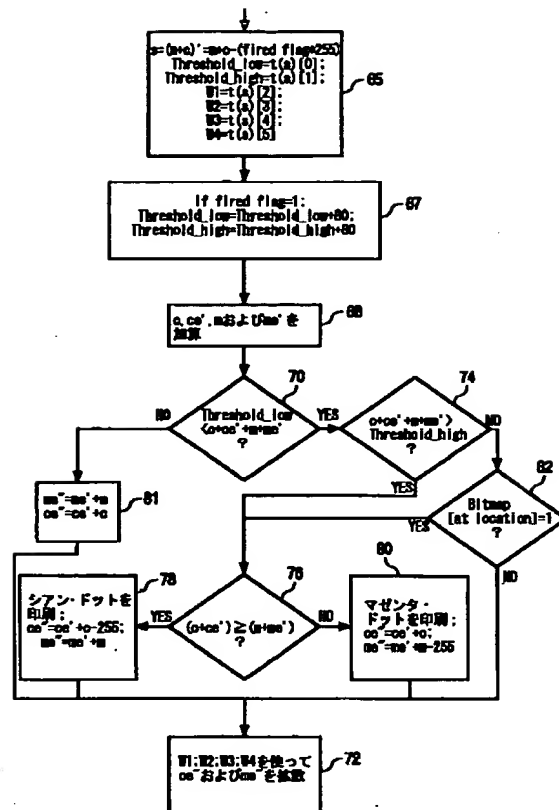 s=(m+c)'=m+c-(fired flag*255)
Threshold_low=t(a)[0];
Threshold_high=t(a)[1];
W1=t(a)[2];
W2=t(a)[3];
W3=t(a)[4];
W4=t(a)[5]
65
If fired flag=1;
Threshold_low=Threshold_low+80;
Threshold_high=Threshold_high+80
67
c,ce',mおよびme'を
加算
68
70
Threshold_low
<c+ce'+m+me'
?
NO
YES
74
c+ce'+m+me'>
Threshold_high
?
NO
YES
82
Bitmap
[at location]=1
?
YES
NO
me"=me'+m
ce"=ce'+c
81
78
シアン・ドットを
印刷;
ce"=ce'+c-255;
me"=me'+m
YES
76
(c+ce')≧(m+me')
?
NO
80
マゼンタ・
ドットを印刷;
ce"=ce'+c;
me"=me'+m-255
W1;W2;W3;W4を使って
ce"およびme"を拡散
72